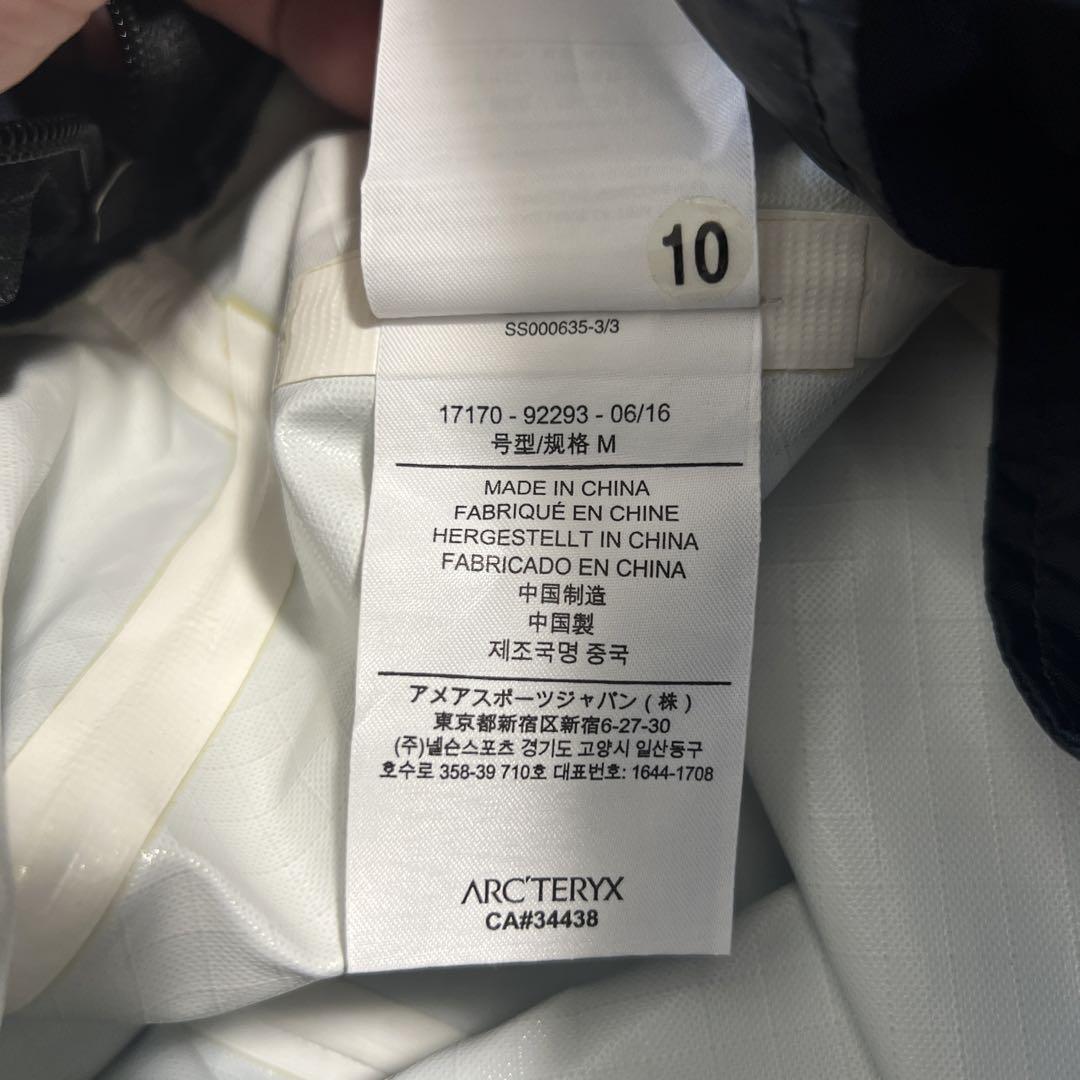 10
SS000635-3/3
17170 - 92293 - 06/16
号型/规格 M
MADE IN CHINA
FABRIQUÉ EN CHINE
HERGESTELLT IN CHINA
FABRICADO EN CHINA
中国制造
中国製
제조국명 중국
アメアスポーツジャパン ( 株 )
東京都新宿区新宿6-27-30
(주)넬슨스포츠 경기도 고양시 일산동구
호수로 358-39 710호 대표번호: 1644-1708
ARC'TERYX
CA#34438